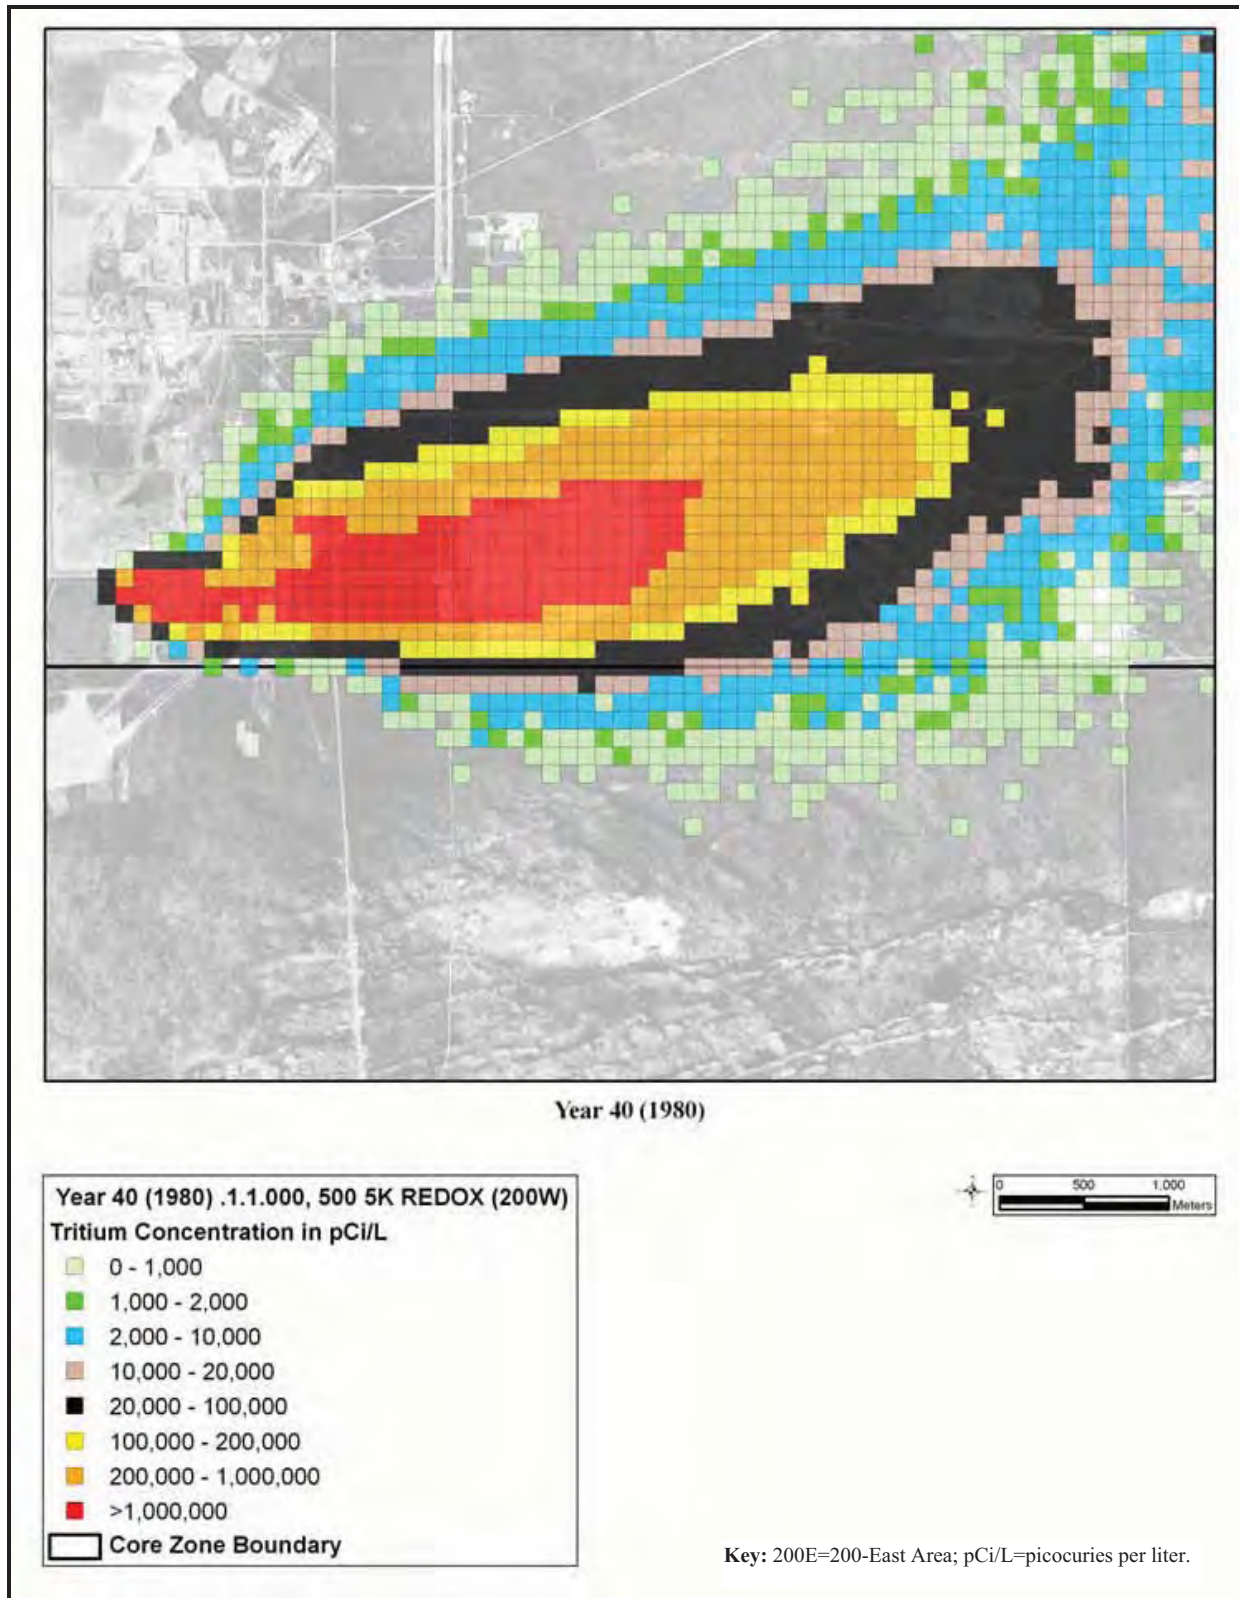 Year 40 (1980)
Year 40 (1980) .1.1.000, 500 5K REDOX (200W)
Tritium Concentration in pCi/L
0 - 1,000
1,000 - 2,000
2,000 - 10,000
10,000 - 20,000
20,000 - 100,000
100,000 - 200,000
200,000 - 1,000,000
>1,000,000
Core Zone Boundary
0 500 1,000
Meters
Key: 200E=200-East Area; pCi/L=picocuries per liter.